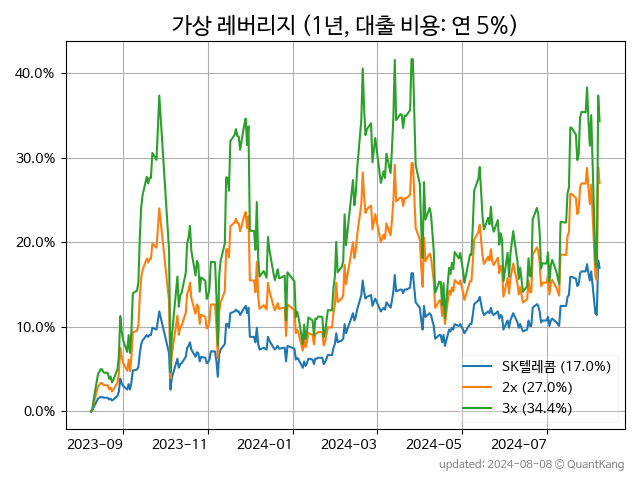 가상 레버리지 (1년, 대출 비용: 연 5%)
40.0%
30.0%
20.0%
10.0%
0.0%
SK텔레콤 (17.0%)
2x (27.0%)
3x (34.4%)
2023-09 2023-11 2024-01 2024-03 2024-05 2024-07
updated: 2024-08-08 © QuantKang